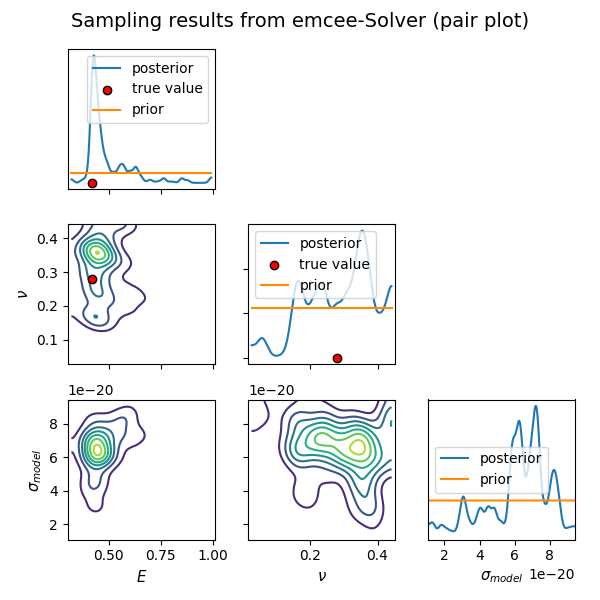 Sampling results from emcee-Solver (pair plot)
posterior
true value
prior
0.4
0.3
0.2
0.1
ν
posterior
true value
prior
1e−20
8
6
4
2
σ_model
0.50
0.75
1.00
E
1e−20
0.2
0.4
ν
posterior
prior
2
4
6
8
σ_model
1e−20